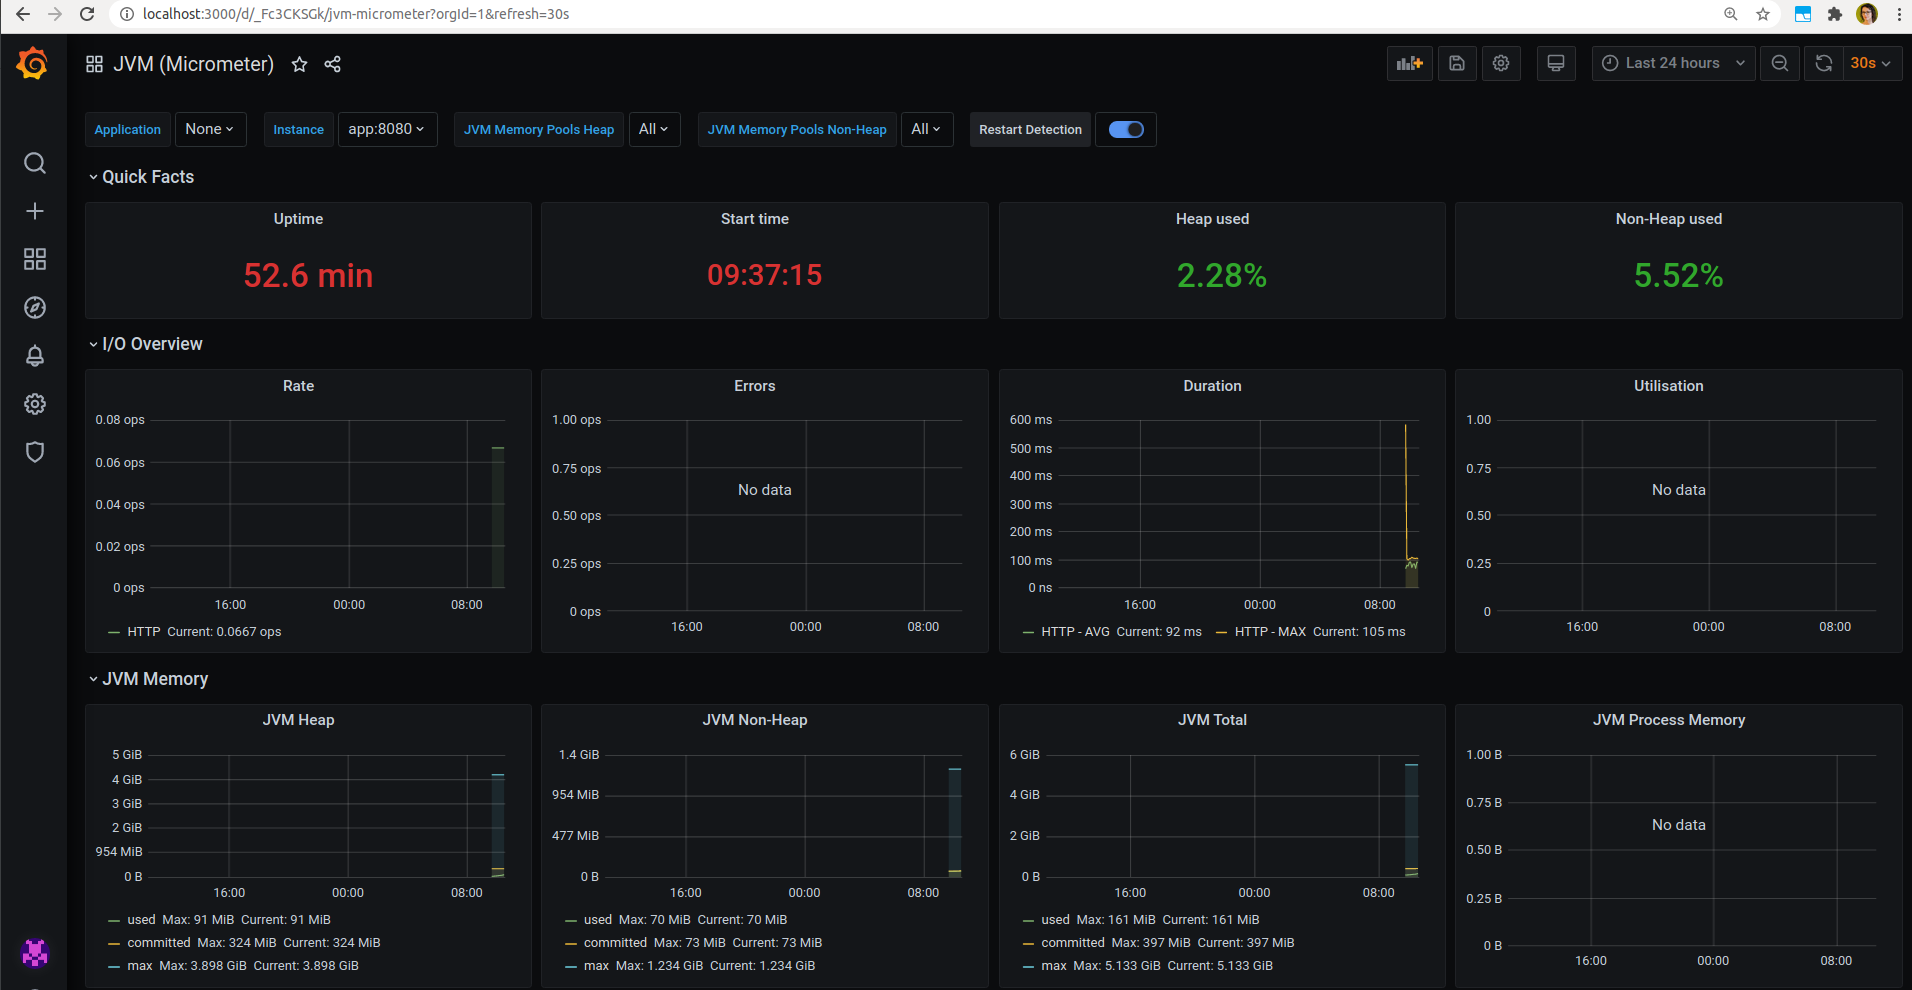 localhost:3000/d/_Fc3CKSGk/jvm-micrometer?orgId=1&refresh=30s
JVM (Micrometer)
Last 24 hours
30s
Application None Instance app:8080 JVM Memory Pools Heap All JVM Memory Pools Non-Heap All Restart Detection
Quick Facts
Uptime
52.6 min
Start time
09:37:15
Heap used
2.28%
Non-Heap used
5.52%
I/O Overview
Rate
0.08 ops
0.06 ops
0.04 ops
0.02 ops
0 ops
16:00 00:00 08:00
HTTP Current: 0.0667 ops
Errors
1.00 ops
0.75 ops
No data
0.50 ops
0.25 ops
0 ops
16:00 00:00 08:00
Duration
600 ms
500 ms
400 ms
300 ms
200 ms
100 ms
0 ns
16:00 00:00 08:00
HTTP - AVG Current: 92 ms HTTP - MAX Current: 105 ms
Utilisation
1.00
0.75
No data
0.50
0.25
0
16:00 00:00 08:00
JVM Memory
JVM Heap
5 GiB
4 GiB
3 GiB
2 GiB
954 MiB
0 B
16:00 00:00 08:00
used Max: 91 MiB Current: 91 MiB
committed Max: 324 MiB Current: 324 MiB
max Max: 3.898 GiB Current: 3.898 GiB
JVM Non-Heap
1.4 GiB
954 MiB
477 MiB
0 B
16:00 00:00 08:00
used Max: 70 MiB Current: 70 MiB
committed Max: 73 MiB Current: 73 MiB
max Max: 1.234 GiB Current: 1.234 GiB
JVM Total
6 GiB
4 GiB
2 GiB
0 B
16:00 00:00 08:00
used Max: 161 MiB Current: 161 MiB
committed Max: 397 MiB Current: 397 MiB
max Max: 5.133 GiB Current: 5.133 GiB
JVM Process Memory
1.00 B
0.75 B
No data
0.50 B
0.25 B
0 B
16:00 00:00 08:00